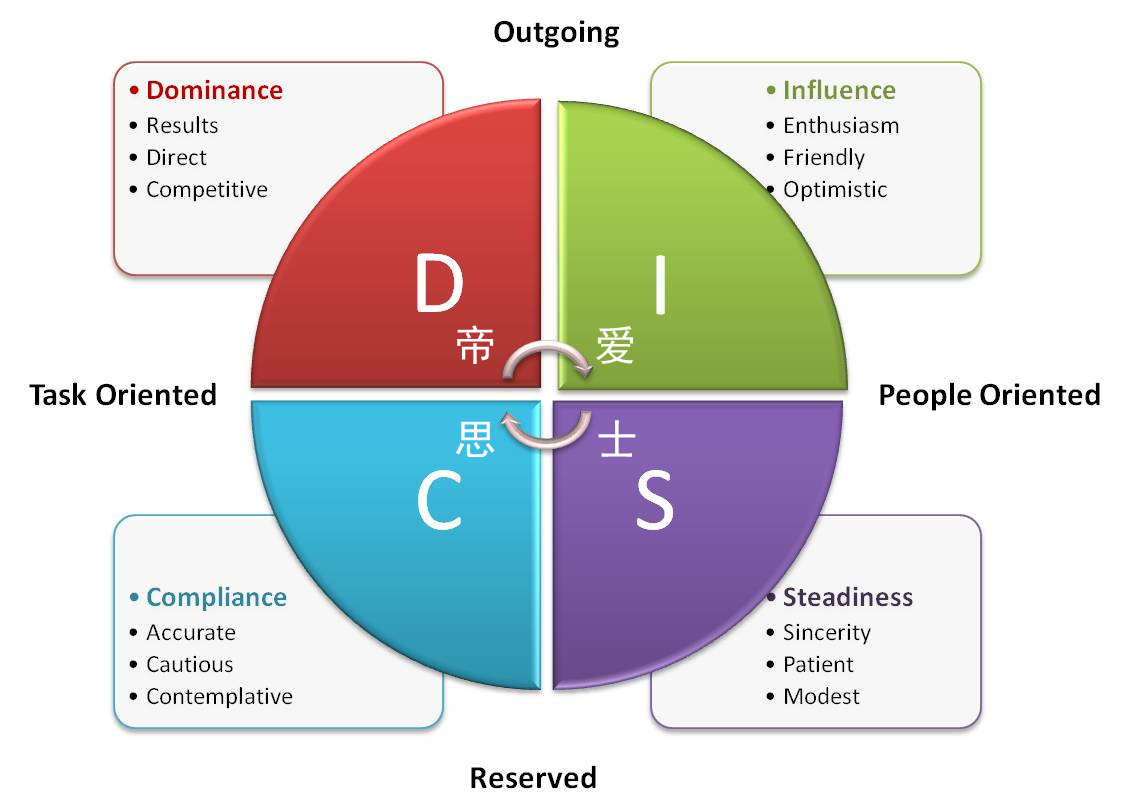 Outgoing
• Dominance
• Results
• Direct
• Competitive
• Influence
• Enthusiasm
• Friendly
• Optimistic
D
I
帝
爱
Task Oriented
People Oriented
思
士
C
S
• Compliance
• Accurate
• Cautious
• Contemplative
• Steadiness
• Sincerity
• Patient
• Modest
Reserved